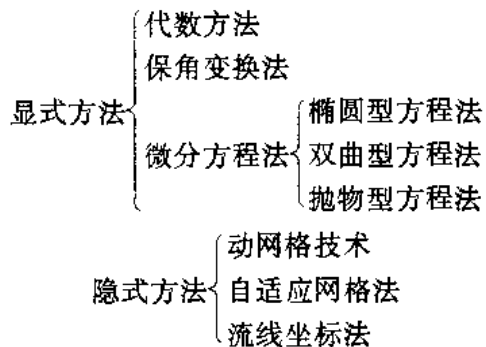 代数方法
保角变换法
显式方法
椭圆型方程法
微分方程法
双曲型方程法
抛物型方程法
动网格技术
隐式方法
自适应网格法
流线坐标法